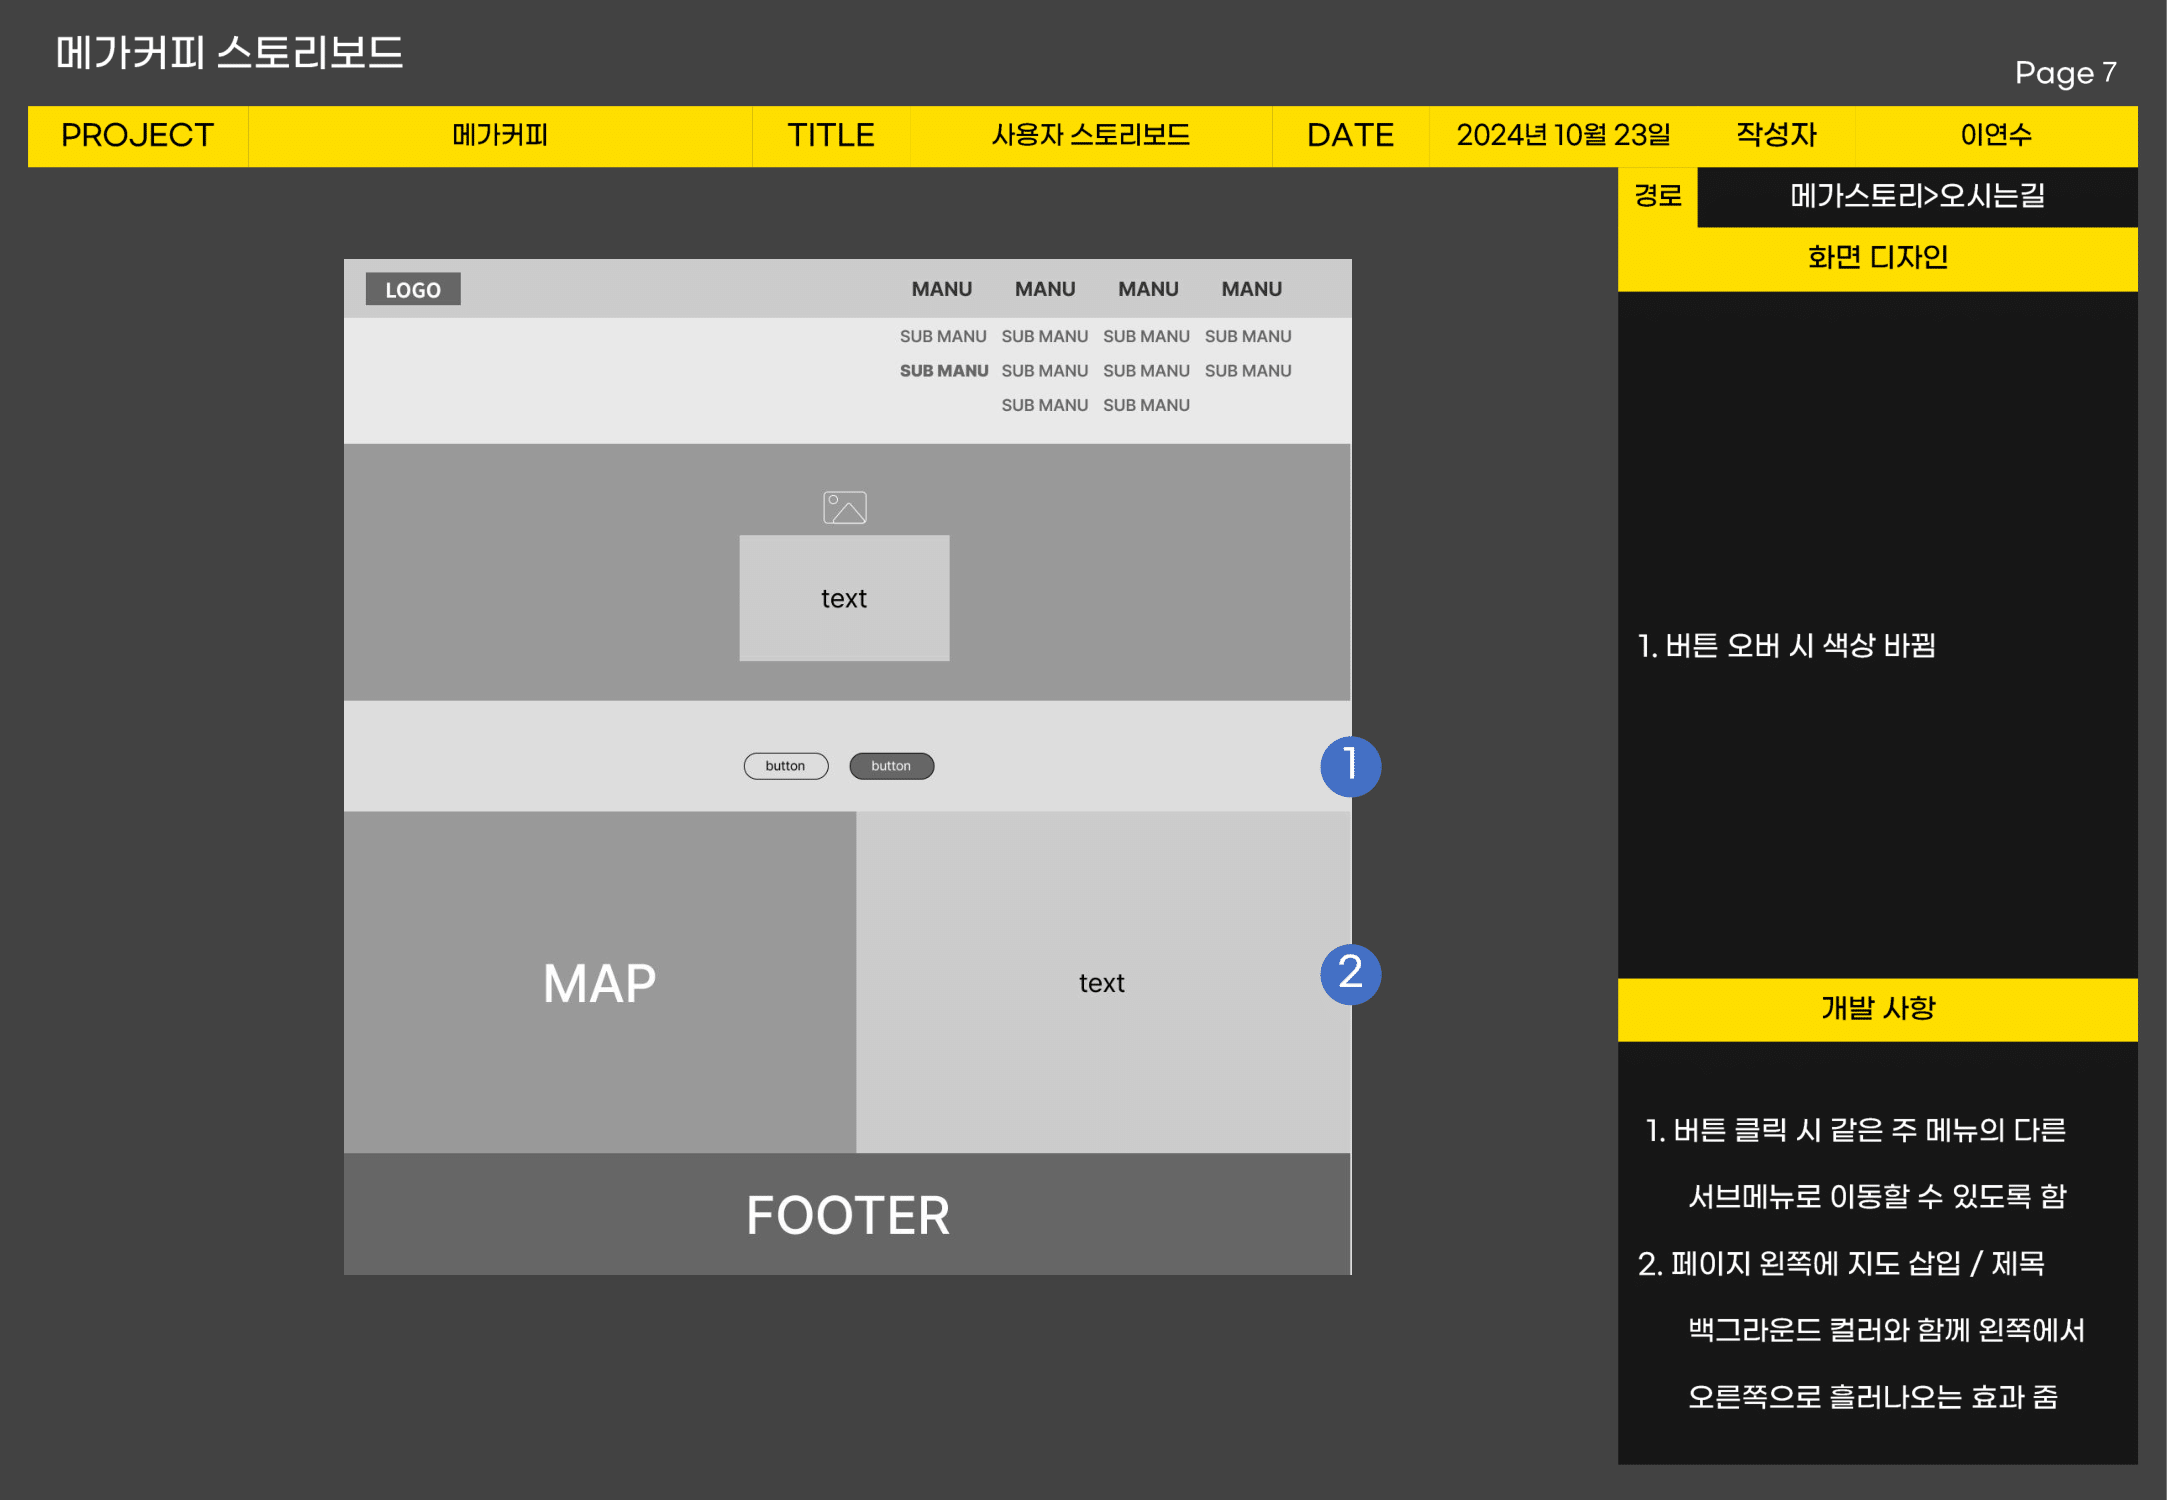 메가커피 스토리보드
Page 7
PROJECT 메가커피 TITLE 사용자 스토리보드 DATE 2024년 10월 23일 작성자 이연수
경로 메가스토리>오시는길
화면 디자인
LOGO MANU MANU MANU MANU
SUB MANU SUB MANU SUB MANU SUB MANU
SUB MANU SUB MANU SUB MANU SUB MANU
SUB MANU SUB MANU
text
button button
1
MAP
text
2
FOOTER
1. 버튼 오버 시 색상 바뀜
개발 사항
1. 버튼 클릭 시 같은 주 메뉴의 다른
서브메뉴로 이동할 수 있도록 함
2. 페이지 왼쪽에 지도 삽입 / 제목
백그라운드 컬러와 함께 왼쪽에서
오른쪽으로 흘러나오는 효과 줌